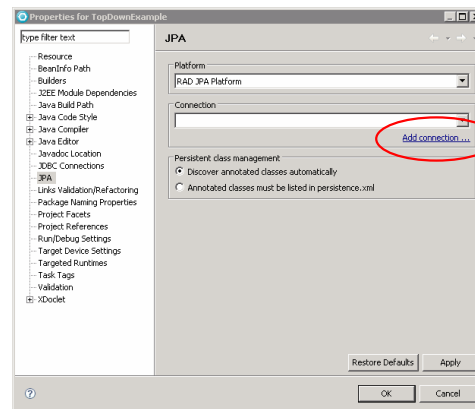 Properties for TopDownExample
type filter text
Resource
BeanInfo Path
Builders
J2EE Module Dependencies
Java Build Path
Java Code Style
Java Compiler
Java Editor
Javadoc Location
JDBC Connections
JPA
Links Validation/Refactoring
Package Naming Properties
Project Facets
Project References
Run/Debug Settings
Target Device Settings
Targeted Runtimes
Task Tags
Validation
XDoclet
JPA
Platform
RAD JPA Platform
Connection
Add connection ...
Persistent class management
Discover annotated classes automatically
Annotated classes must be listed in persistence.xml
Restore Defaults
Apply
OK
Cancel